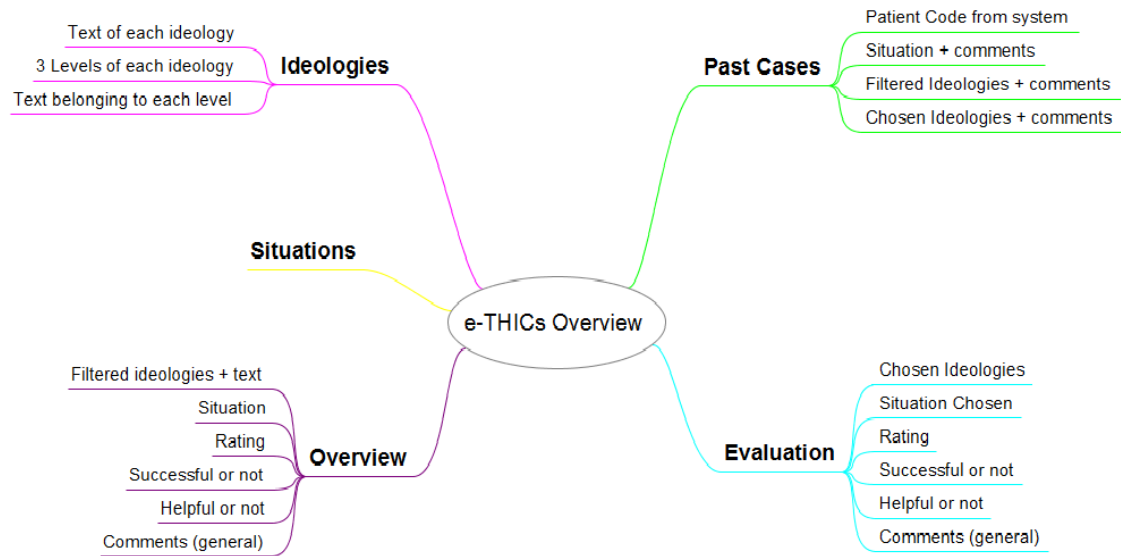 Text of each ideology
3 Levels of each ideology
Text belonging to each level
Ideologies
Patient Code from system
Situation + comments
Filtered Ideologies + comments
Chosen Ideologies + comments
Past Cases
Situations
e-THICs Overview
Filtered ideologies + text
Situation
Rating
Successful or not
Helpful or not
Comments (general)
Overview
Chosen Ideologies
Situation Chosen
Rating
Successful or not
Helpful or not
Comments (general)
Evaluation